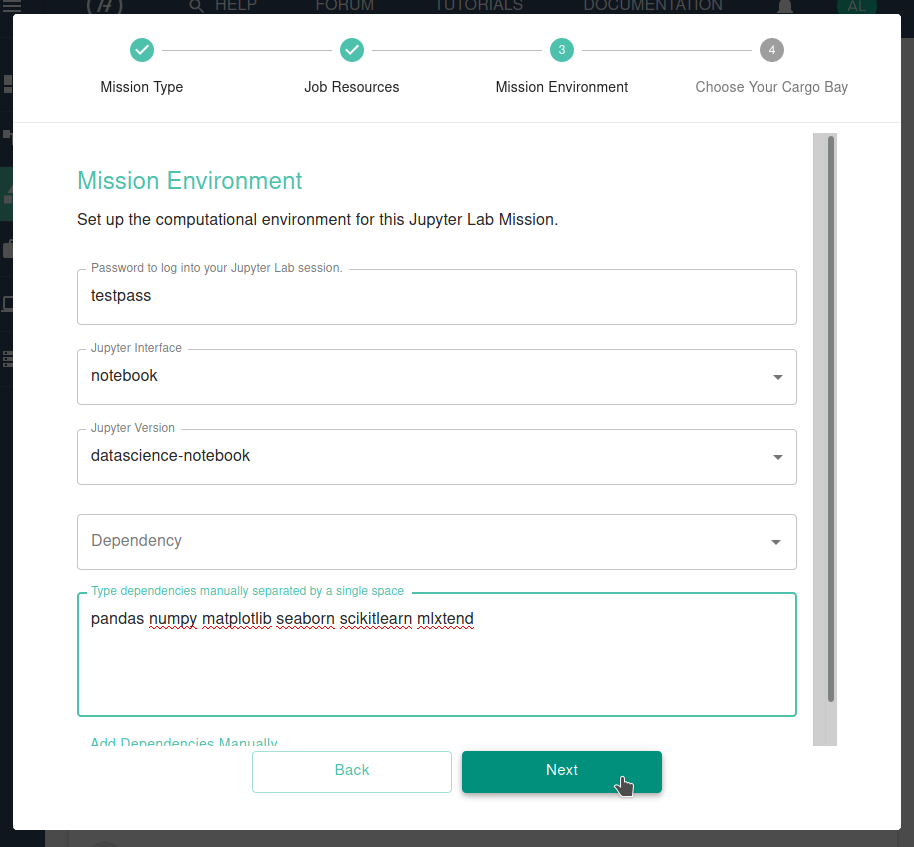 HELP FORUM TUTORIALS DOCUMENTATION AL
3 4
Mission Type Job Resources Mission Environment Choose Your Cargo Bay
Mission Environment
Set up the computational environment for this Jupyter Lab Mission.
Password to log into your Jupyter Lab session.
testpass
Jupyter Interface
notebook
Jupyter Version
datascience-notebook
Dependency
Type dependencies manually separated by a single space
pandas numpy matplotlib seaborn scikitlearn mlxtend
Add Dependencies Manually
Back Next